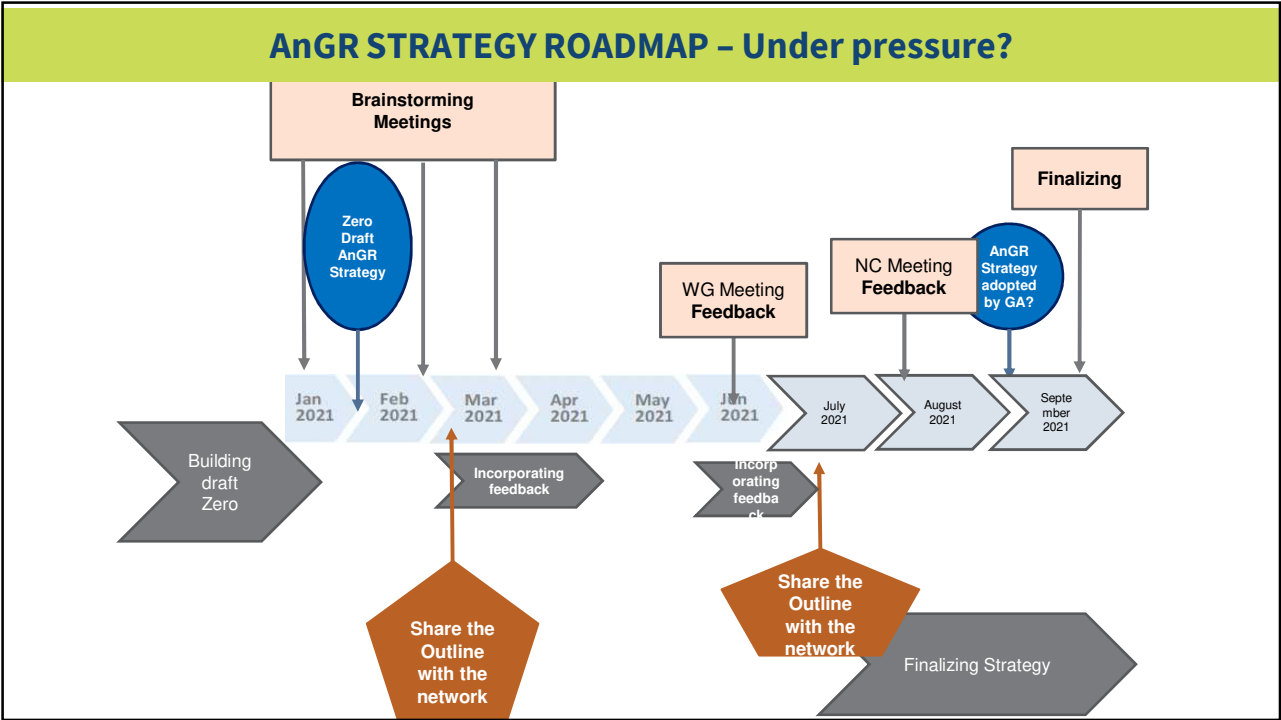 AnGR STRATEGY ROADMAP – Under pressure?
Brainstorming
Meetings
Zero
Draft
AnGR
Strategy
Finalizing
AnGR
Strategy
adopted
by GA?
NC Meeting
Feedback
WG Meeting
Feedback
Jan
2021
Feb
2021
Mar
2021
Apr
2021
May
2021
Jun
2021
July
2021
August
2021
Septe
mber
2021
Building
draft
Zero
Incorporating
feedback
Incorp
orating
feedba
ck
Share the
Outline
with the
network
Share the
Outline
with the
network
Finalizing Strategy